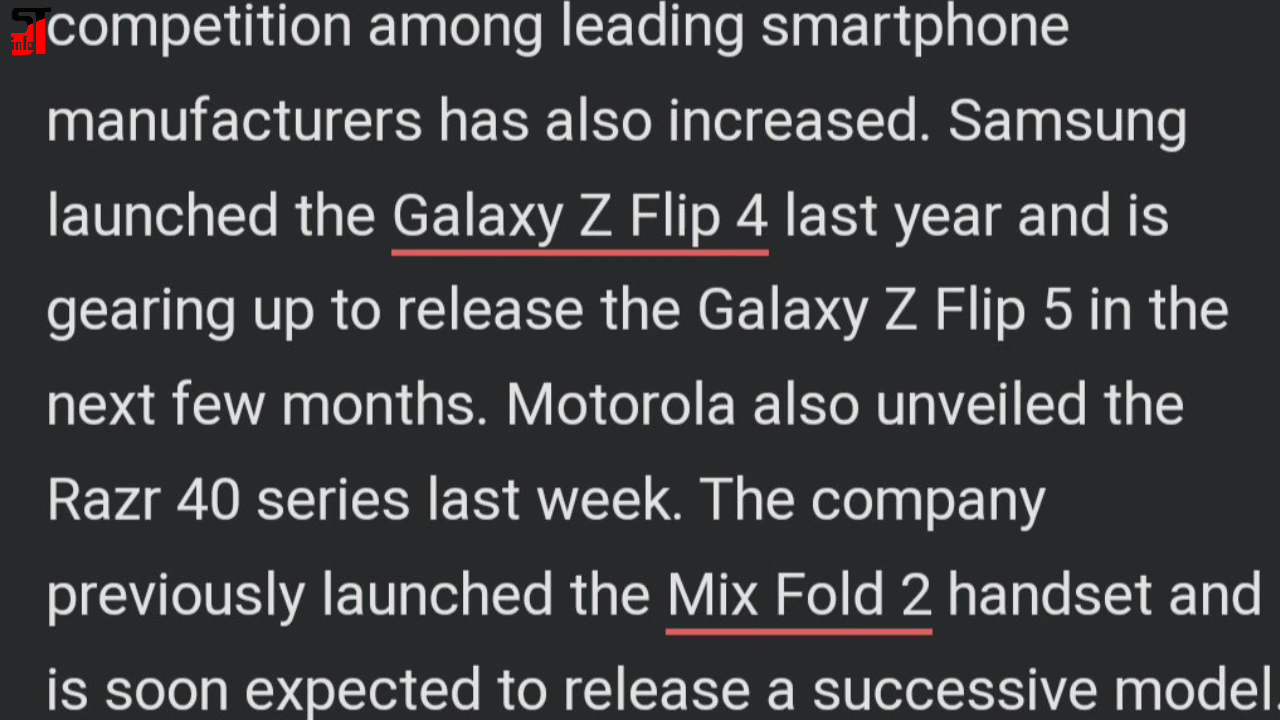 ST
info
competition among leading smartphone
manufacturers has also increased. Samsung
launched the Galaxy Z Flip 4 last year and is
gearing up to release the Galaxy Z Flip 5 in the
next few months. Motorola also unveiled the
Razr 40 series last week. The company
previously launched the Mix Fold 2 handset and
is soon expected to release a successive model.